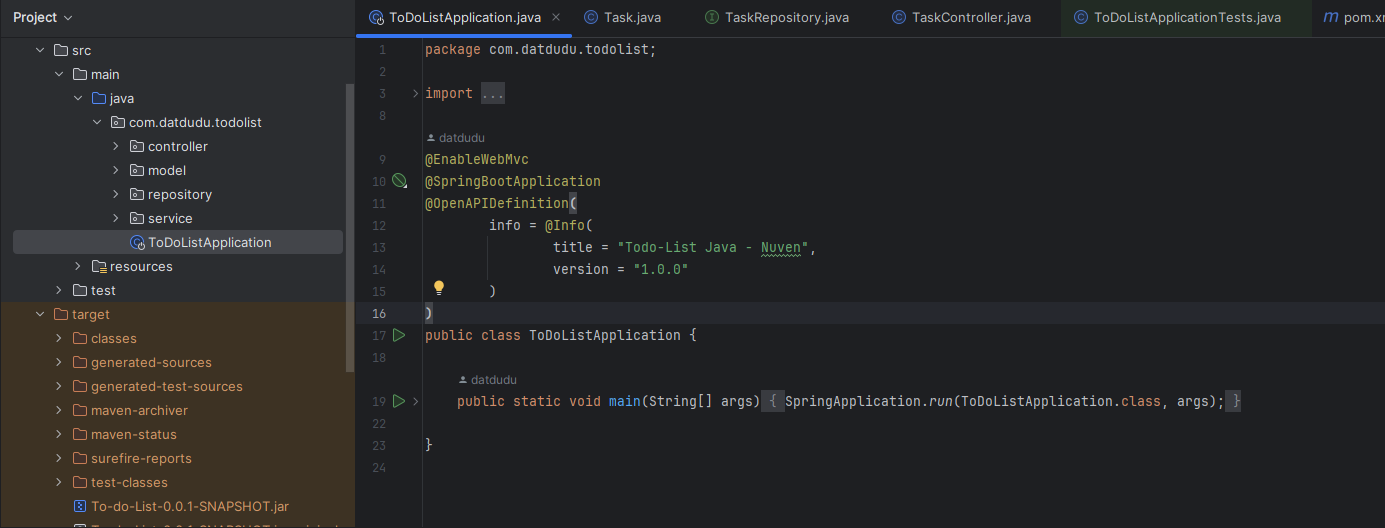 Project
src
main
java
com.datdudu.todolist
controller
model
repository
service
ToDoListApplication
resources
test
target
classes
generated-sources
generated-test-sources
maven-archiver
maven-status
surefire-reports
test-classes
To-do-List-0.0.1-SNAPSHOT.jar
ToDoListApplication.java Task.java TaskRepository.java TaskController.java ToDoListApplicationTests.java pom.xm
1 package com.datdudu.todolist;
2
3 import ...
8
datdudu
9 @EnableWebMvc
10 @SpringBootApplication
11 @OpenAPIDefinition(
12 info = @Info(
13 title = "Todo-List Java - Nuven",
14 version = "1.0.0"
15 )
16 )
17 public class ToDoListApplication {
18
datdudu
19 public static void main(String[] args) { SpringApplication.run(ToDoListApplication.class, args); }
22
23 }
24